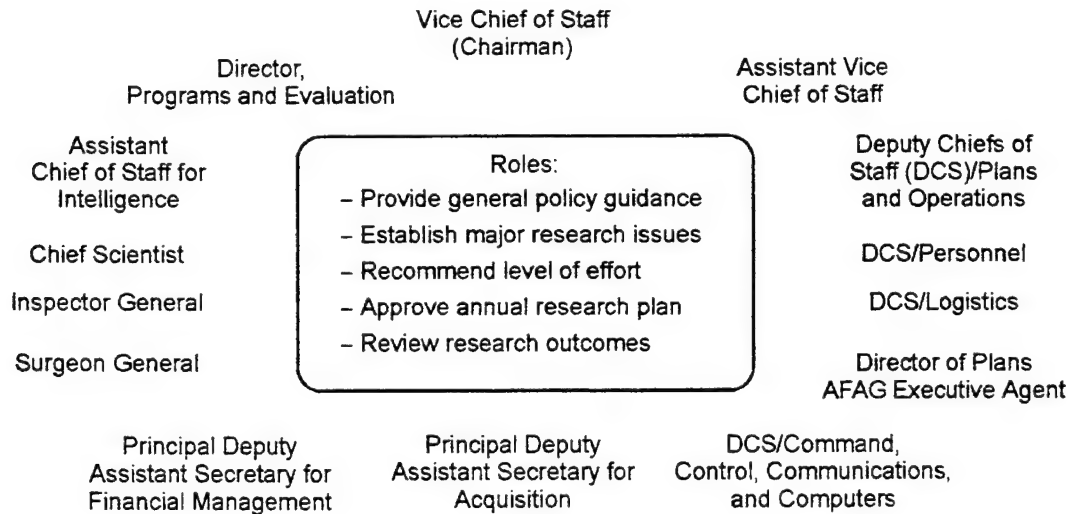 Vice Chief of Staff
(Chairman)
Director,
Programs and Evaluation
Assistant Vice
Chief of Staff
Assistant
Chief of Staff for
Intelligence
Chief Scientist
Inspector General
Surgeon General
Roles:
– Provide general policy guidance
– Establish major research issues
– Recommend level of effort
– Approve annual research plan
– Review research outcomes
Deputy Chiefs of
Staff (DCS)/Plans
and Operations
DCS/Personnel
DCS/Logistics
Director of Plans
AFAG Executive Agent
Principal Deputy
Assistant Secretary for
Financial Management
Principal Deputy
Assistant Secretary for
Acquisition
DCS/Command,
Control, Communications,
and Computers